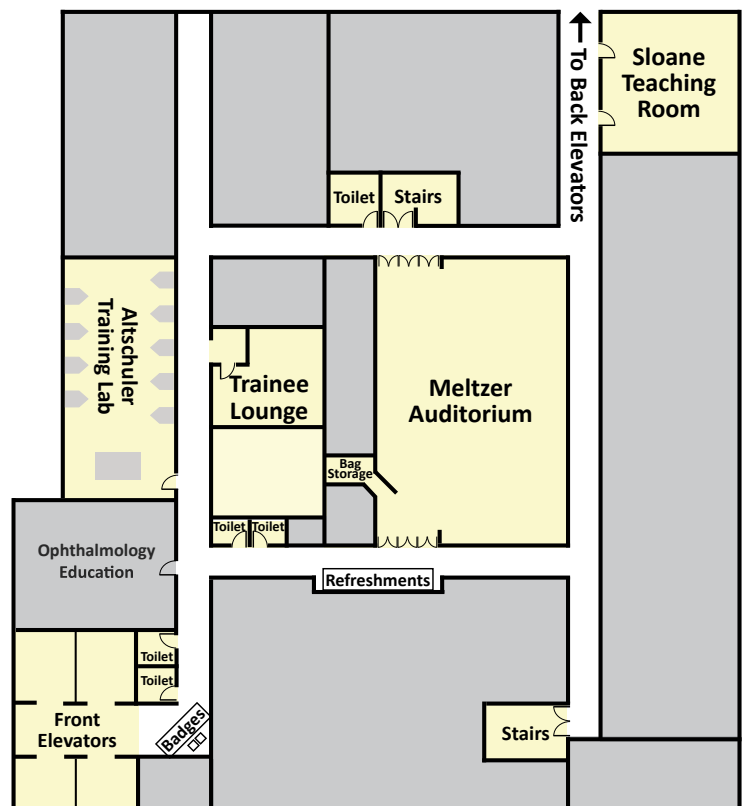 Sloane
Teaching
Room
To Back Elevators
Toilet
Stairs
Altschuler
Training Lab
Trainee
Lounge
Meltzer
Auditorium
Bag
Storage
Toilet
Toilet
Ophthalmology
Education
Refreshments
Toilet
Toilet
Front
Elevators
Badges
Stairs